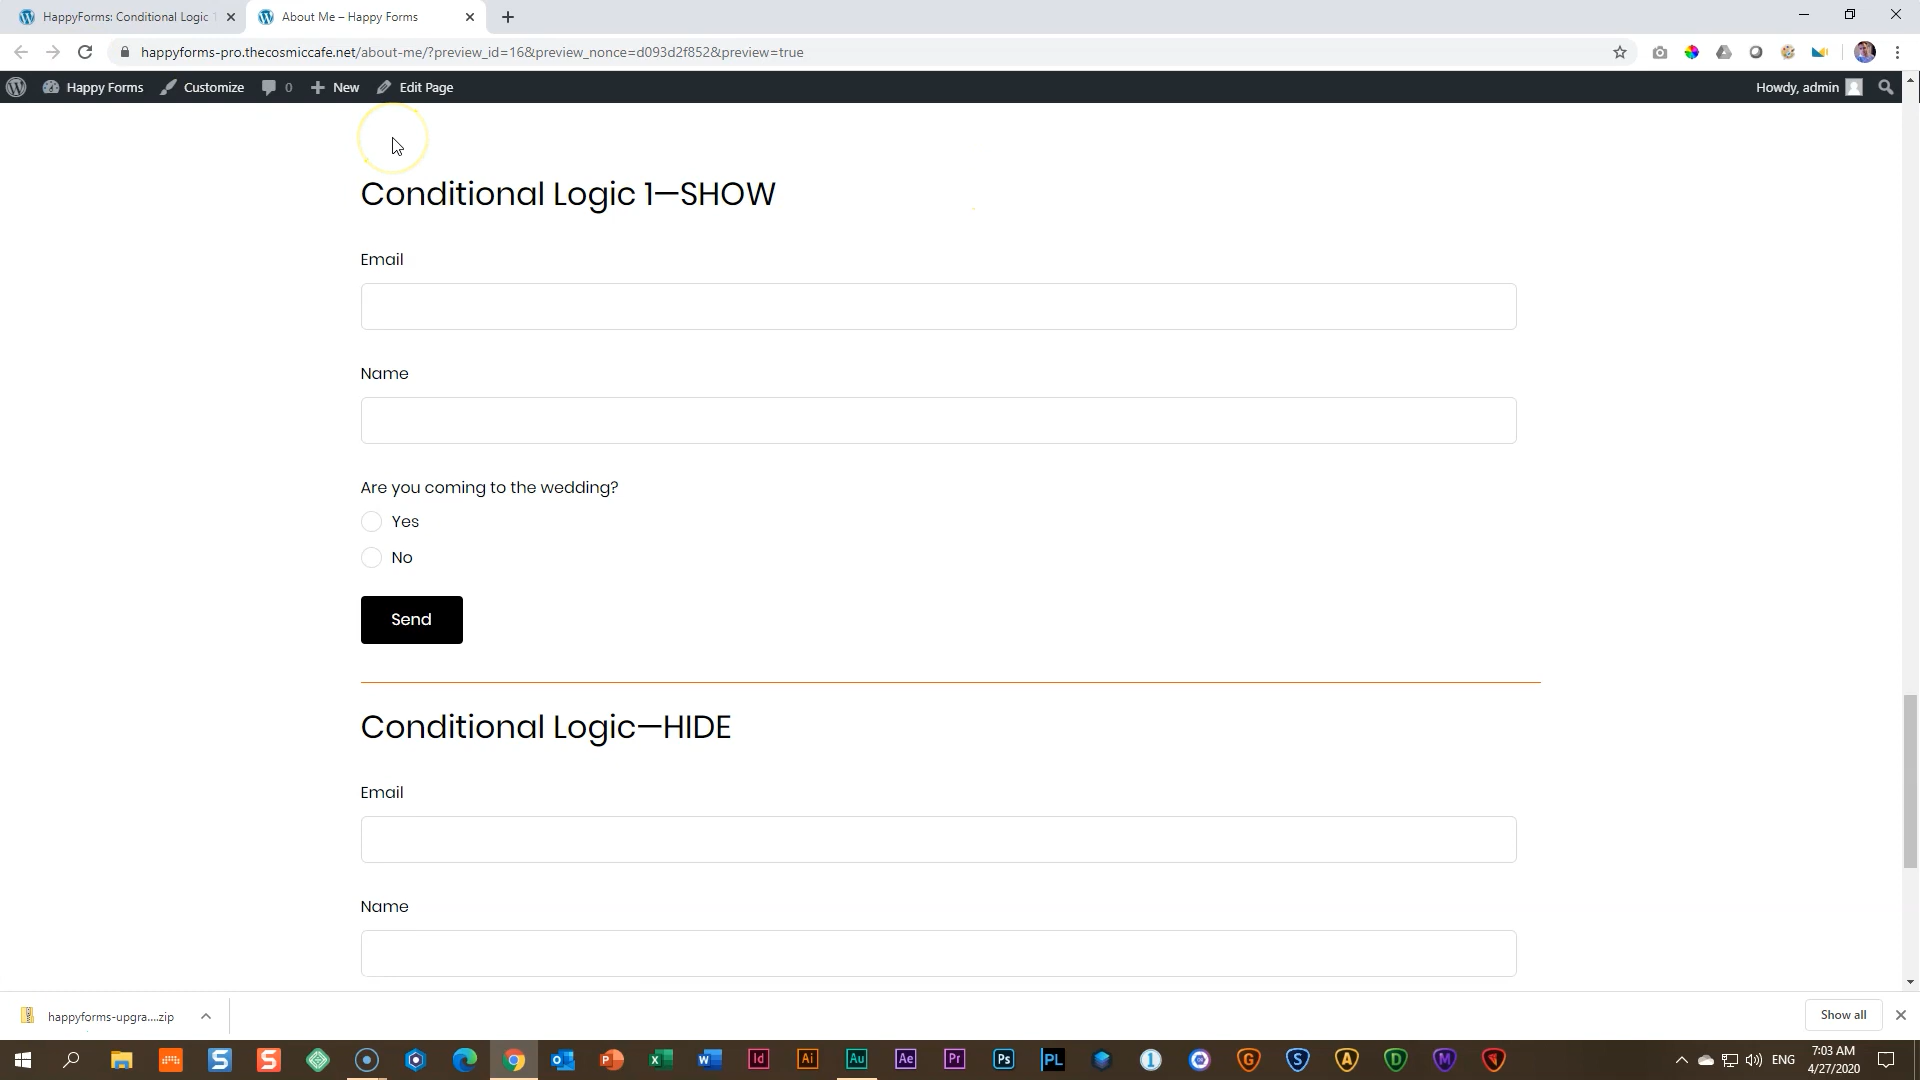 HappyForms: Conditional Logic 1
About Me – Happy Forms
happyforms-pro.thecosmiccafe.net/about-me/?preview_id=16&preview_nonce=d093d2f852&preview=true
Happy Forms Customize 0 New Edit Page Howdy, admin
Conditional Logic 1—SHOW
Email
Name
Are you coming to the wedding?
Yes
No
Send
Conditional Logic—HIDE
Email
Name
happyforms-upgra....zip
Show all
ENG
7:03 AM
4/27/2020